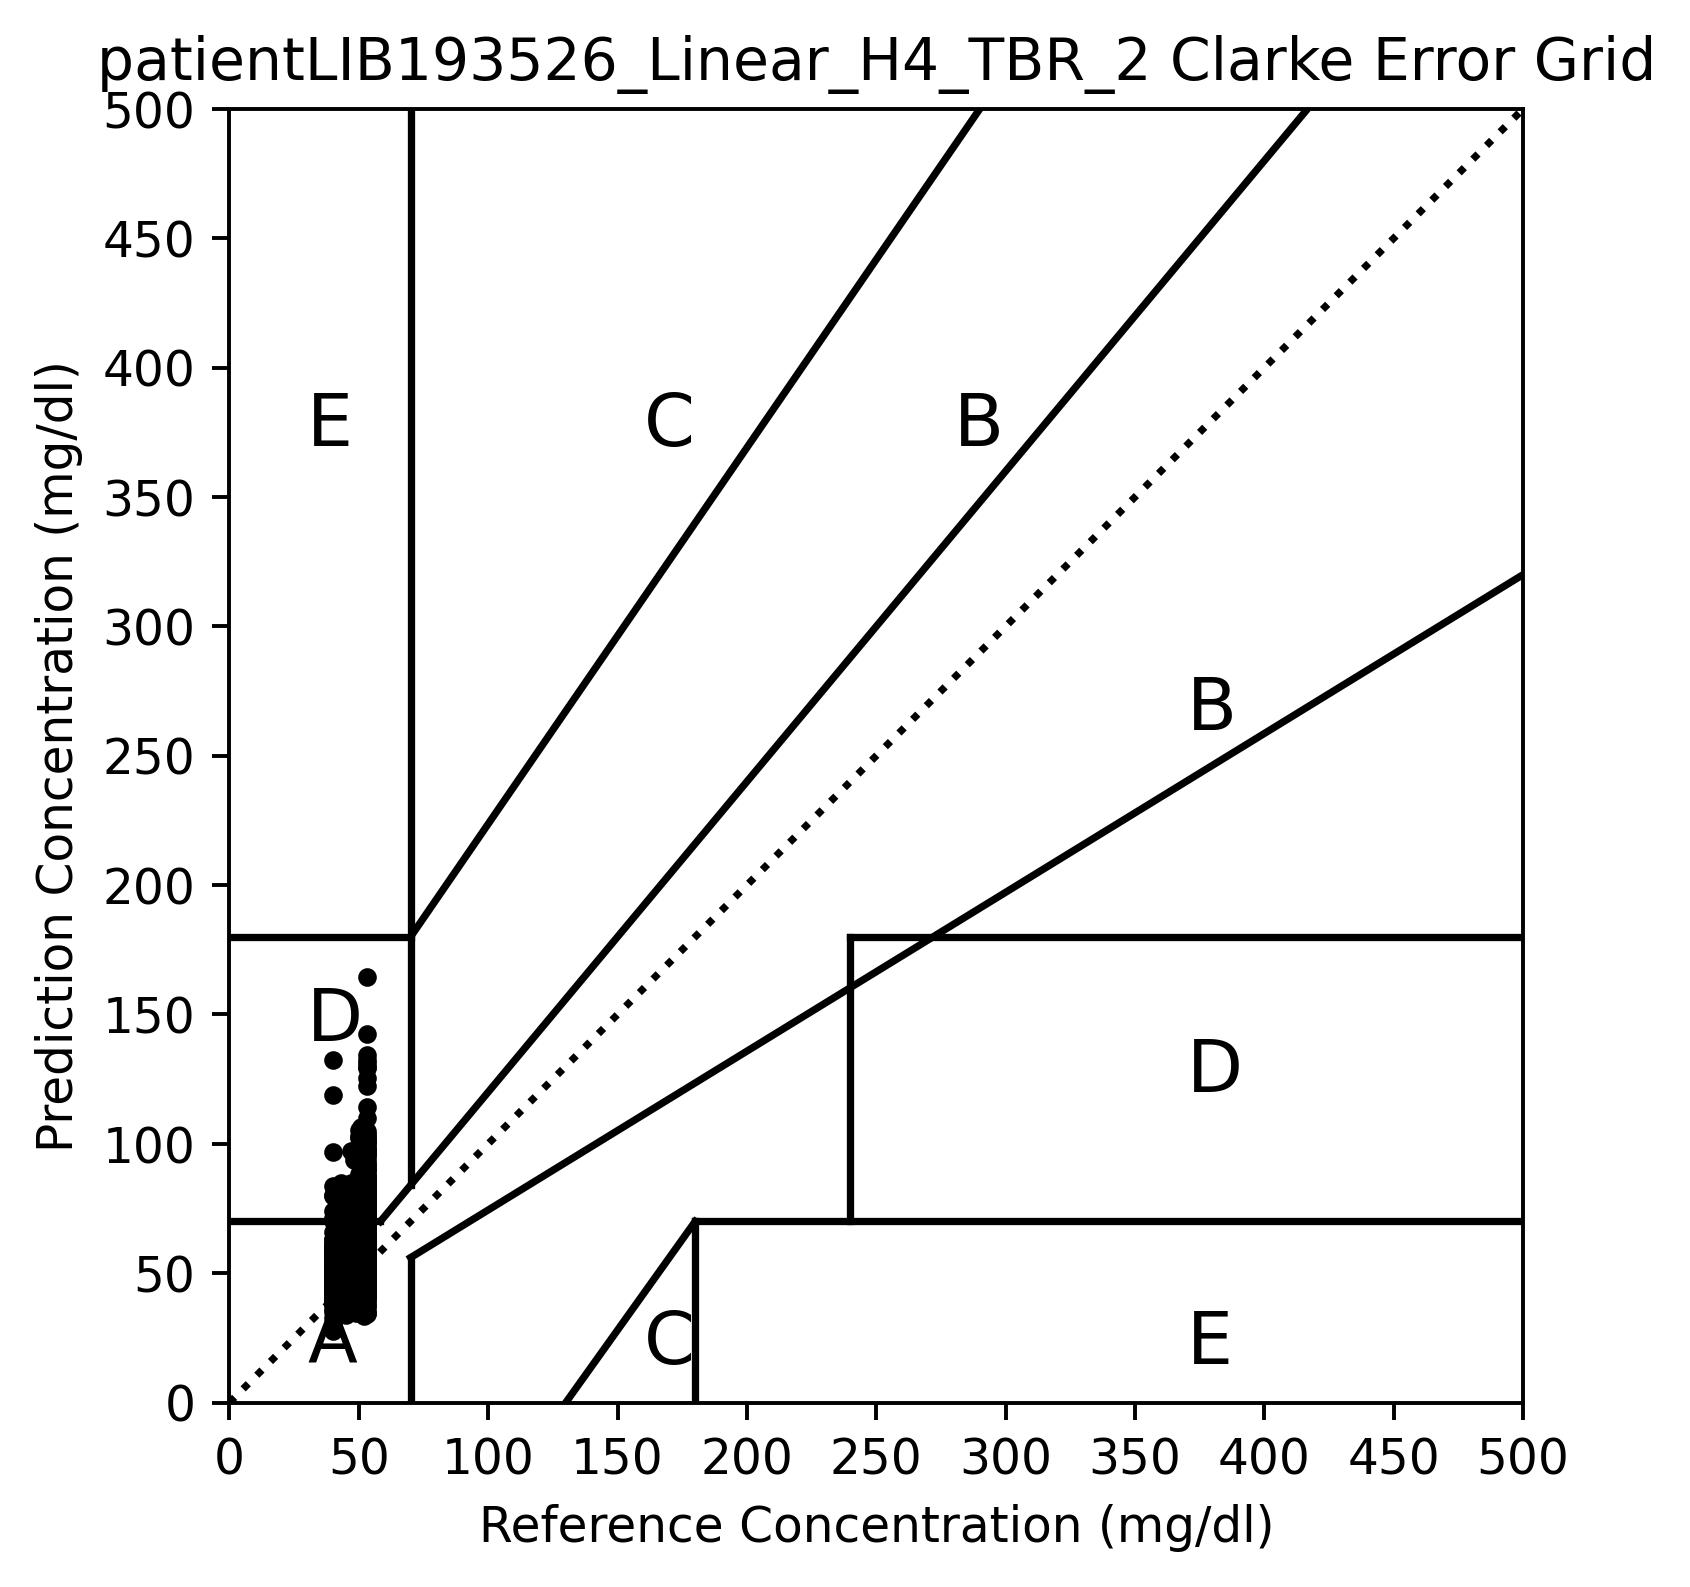 patientLIB193526_Linear_H4_TBR_2 Clarke Error Grid
Prediction Concentration (mg/dl)
500
450
400
350
300
250
200
150
100
50
0
E
C
B
B
D
D
A
C
E
0 50 100 150 200 250 300 350 400 450 500
Reference Concentration (mg/dl)